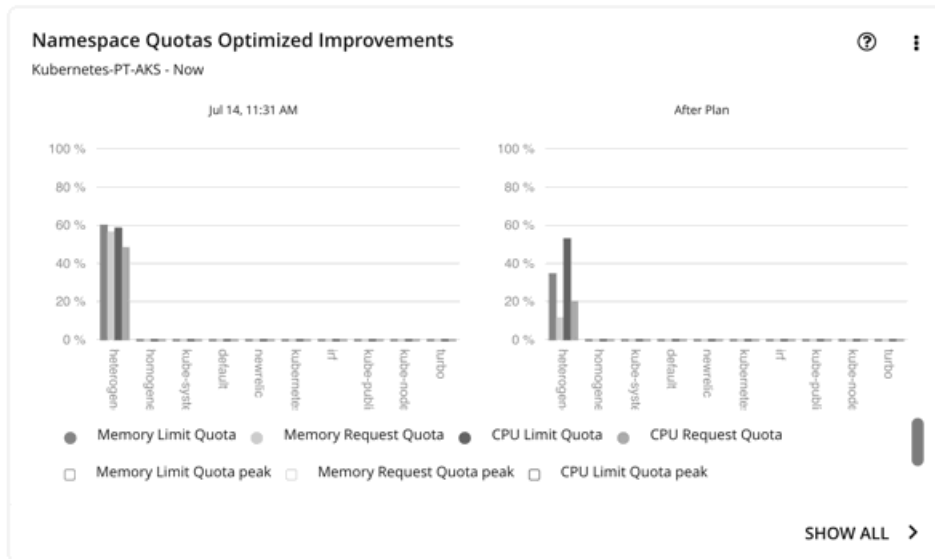 Namespace Quotas Optimized Improvements
Kubernetes-PT-AKS - Now
Jul 14, 11:31 AM
100 %
80 %
60 %
40 %
20 %
0 %
heterogen
homogene
kube-syste
default
newrelic
kubernete
irf
kube-publi
kube-node
turbo
After Plan
100 %
80 %
60 %
40 %
20 %
0 %
heterogen
homogene
kube-syste
default
newrelic
kubernete
irf
kube-publi
kube-node
turbo
Memory Limit Quota Memory Request Quota CPU Limit Quota CPU Request Quota
Memory Limit Quota peak Memory Request Quota peak CPU Limit Quota peak
SHOW ALL